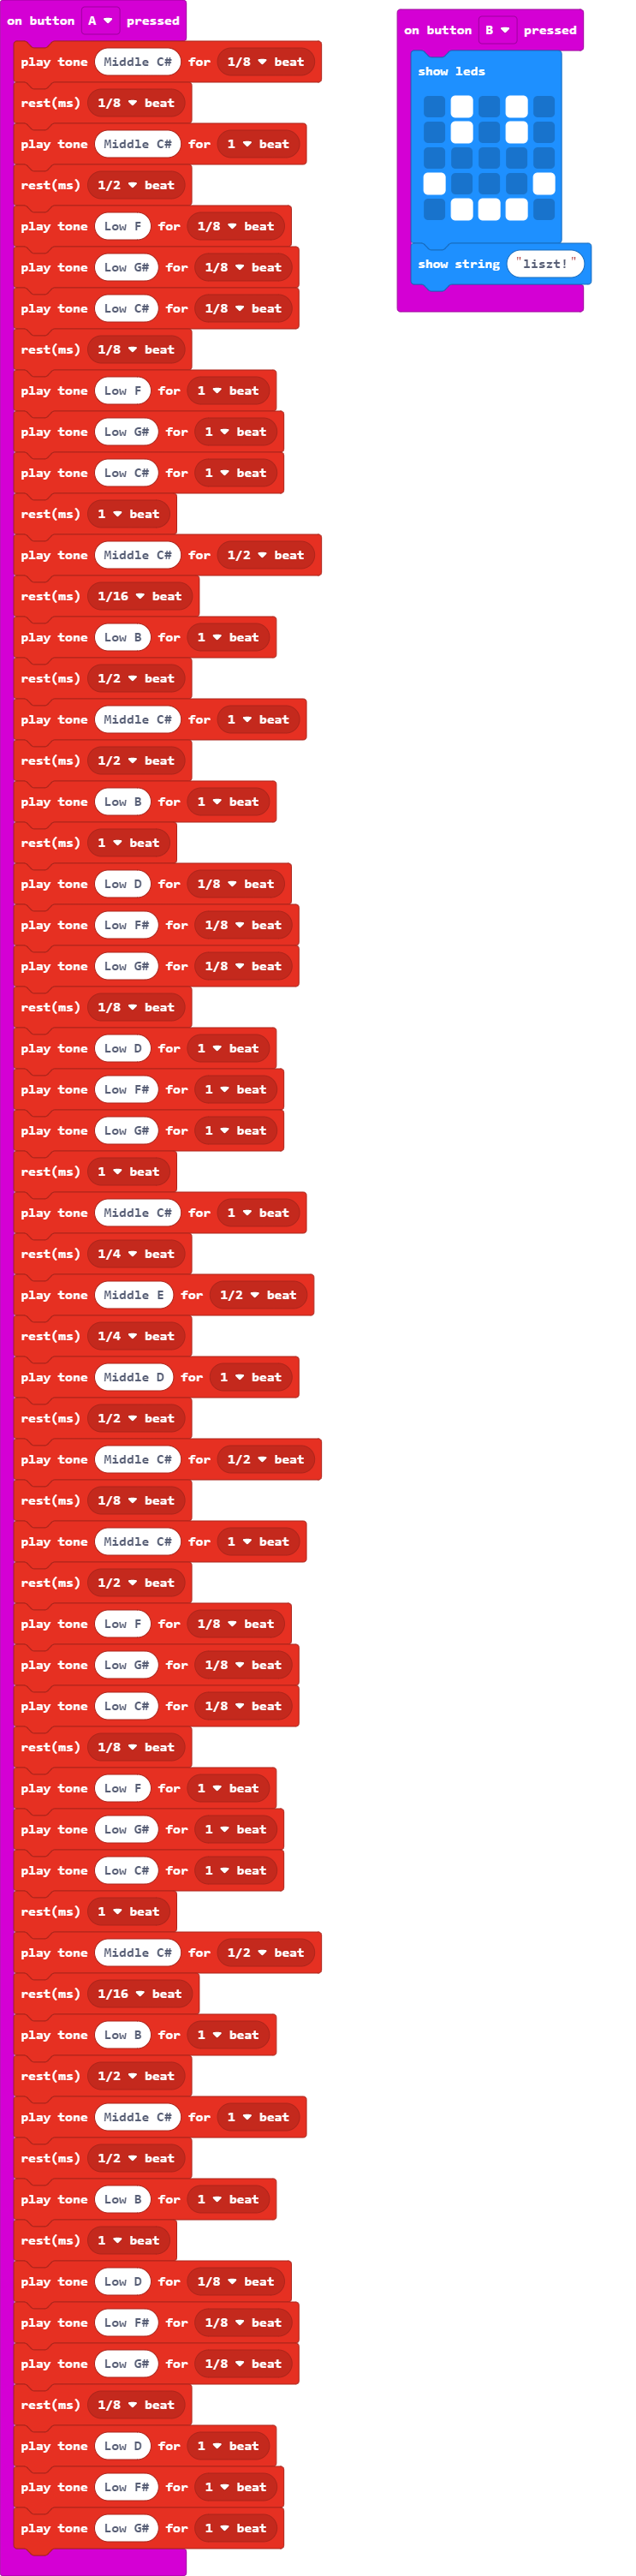 on button A pressed
play tone Middle C# for 1/8 beat
rest(ms) 1/8 beat
play tone Middle C# for 1 beat
rest(ms) 1/2 beat
play tone Low F for 1/8 beat
play tone Low G# for 1/8 beat
play tone Low C# for 1/8 beat
rest(ms) 1/8 beat
play tone Low F for 1 beat
play tone Low G# for 1 beat
play tone Low C# for 1 beat
rest(ms) 1 beat
play tone Middle C# for 1/2 beat
rest(ms) 1/16 beat
play tone Low B for 1 beat
rest(ms) 1/2 beat
play tone Middle C# for 1 beat
rest(ms) 1/2 beat
play tone Low B for 1 beat
rest(ms) 1 beat
play tone Low D for 1/8 beat
play tone Low F# for 1/8 beat
play tone Low G# for 1/8 beat
rest(ms) 1/8 beat
play tone Low D for 1 beat
play tone Low F# for 1 beat
play tone Low G# for 1 beat
rest(ms) 1 beat
play tone Middle C# for 1 beat
rest(ms) 1/4 beat
play tone Middle E for 1/2 beat
rest(ms) 1/4 beat
play tone Middle D for 1 beat
rest(ms) 1/2 beat
play tone Middle C# for 1/2 beat
rest(ms) 1/8 beat
play tone Middle C# for 1 beat
rest(ms) 1/2 beat
play tone Low F for 1/8 beat
play tone Low G# for 1/8 beat
play tone Low C# for 1/8 beat
rest(ms) 1/8 beat
play tone Low F for 1 beat
play tone Low G# for 1 beat
play tone Low C# for 1 beat
rest(ms) 1 beat
play tone Middle C# for 1/2 beat
rest(ms) 1/16 beat
play tone Low B for 1 beat
rest(ms) 1/2 beat
play tone Middle C# for 1 beat
rest(ms) 1/2 beat
play tone Low B for 1 beat
rest(ms) 1 beat
play tone Low D for 1/8 beat
play tone Low F# for 1/8 beat
play tone Low G# for 1/8 beat
rest(ms) 1/8 beat
play tone Low D for 1 beat
play tone Low F# for 1 beat
play tone Low G# for 1 beat
on button B pressed
show leds
show string "liszt!"